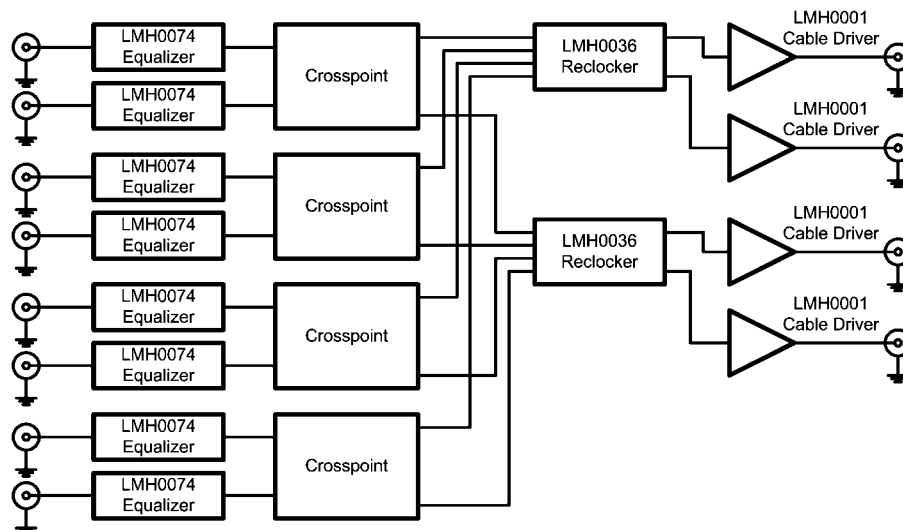 LMH0074
Equalizer
LMH0074
Equalizer
Crosspoint
LMH0074
Equalizer
LMH0074
Equalizer
Crosspoint
LMH0074
Equalizer
LMH0074
Equalizer
Crosspoint
LMH0074
Equalizer
LMH0074
Equalizer
Crosspoint
LMH0036
Reclocker
LMH0036
Reclocker
LMH0001
Cable Driver
LMH0001
Cable Driver
LMH0001
Cable Driver
LMH0001
Cable Driver